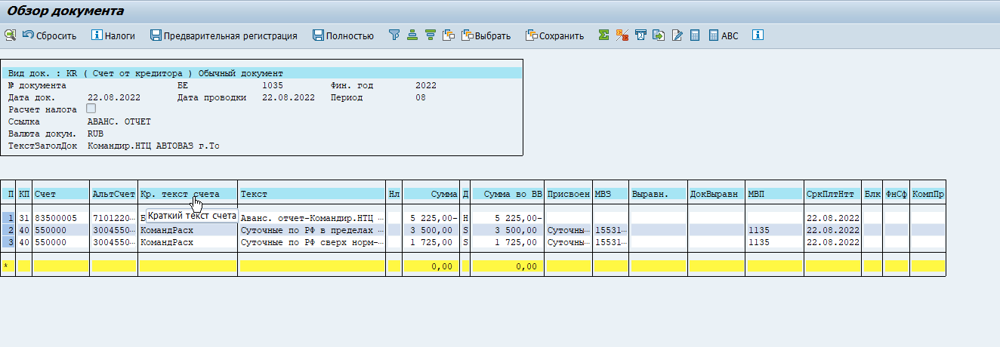 Обзор документа
Сбросить Налоги Предварительная регистрация Полностью Выбрать Сохранить ABC
Вид док. : KR ( Счет от кредитора ) Обычный документ
№ документа БЕ 1035 Фин. год 2022
Дата док. 22.08.2022 Дата проводки 22.08.2022 Период 08
Расчет налога
Ссылка АВАНС. ОТЧЕТ
Валюта докум. RUB
ТекстЗаголДок Командир.НТЦ АВТОВАЗ г.То
П КП Счет АльтСчет Кр. текст счета Текст Нл Сумма Д Сумма во ВВ Присвоен МВЗ Выравн. ДокВыравн МВП СркПлтНтт Блк ФнСф КомпПр
1 31 83500005 7101220… Аванс. отчет-Командир.НТЦ … 5 225,00- H 5 225,00- 22.08.2022
Краткий текст счета
2 40 550000 3004550… КомандРасх Суточные по РФ в пределах … 3 500,00 S 3 500,00 Суточны… 15531… 1135 22.08.2022
3 40 550000 3004550… КомандРасх Суточные по РФ сверх норм-… 1 725,00 S 1 725,00 Суточны… 15531… 1135 22.08.2022
* 0,00 0,00